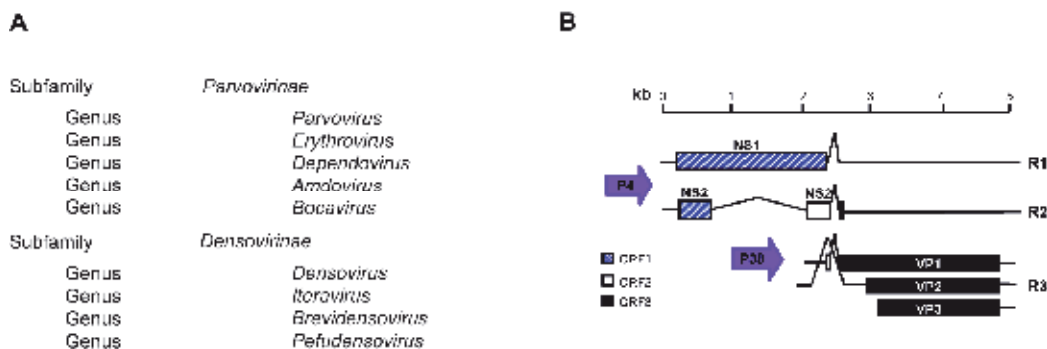 A
Subfamily Parvovirinae
Genus Parvovirus
Genus Erythrovirus
Genus Dependovirus
Genus Amdovirus
Genus Bocavirus
Subfamily Densovirinae
Genus Densovirus
Genus Iteravirus
Genus Brevidensovirus
Genus Pefudensovirus
B
kb 0 1 2 3 4 5
NS1
R1
P4
NS2 NS2
R2
P38
ORF1
ORF2
ORF3
VP1
VP2
R3
VP3